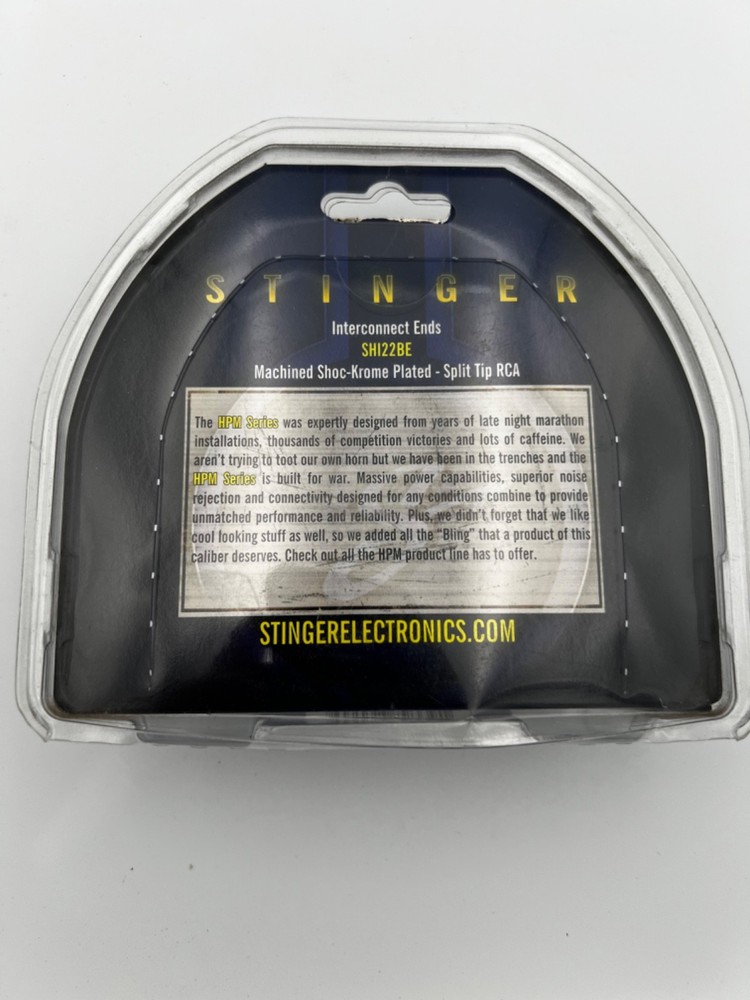 STINGER
Interconnect Ends
SHI22BE
Machined Shoc-Krome Plated - Split Tip RCA
The HPM Series was expertly designed from years of late night marathon
installations, thousands of competition victories and lots of caffeine. We
aren't trying to toot our own horn but we have been in the trenches and the
HPM Series is built for war. Massive power capabilities, superior noise
rejection and connectivity designed for any conditions combine to provide
unmatched performance and reliability. Plus, we didn't forget that we like
cool looking stuff as well, so we added all the "Bling" that a product of this
caliber deserves. Check out all the HPM product line has to offer.
STINGERELECTRONICS.COM